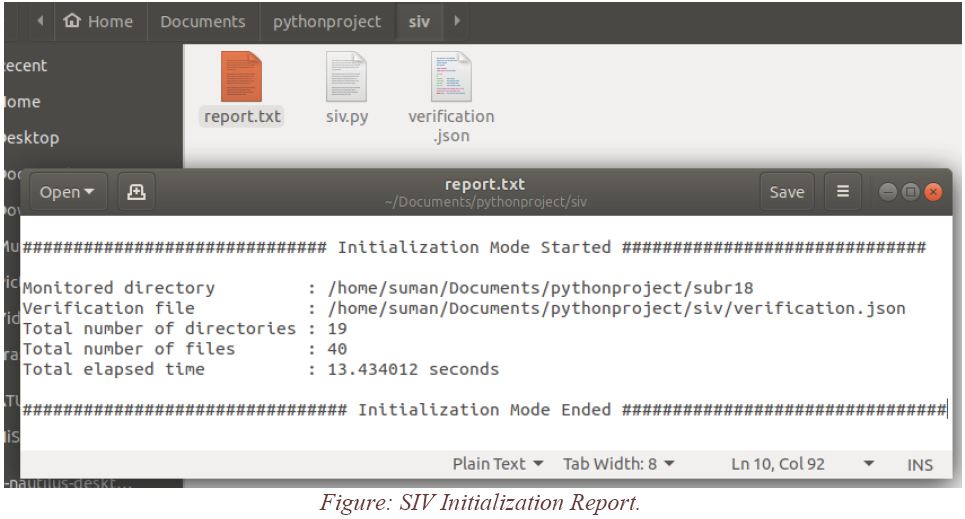 Home Documents pythonproject siv
ecent
ome
esktop
report.txt
siv.py
verification
.json
Open
report.txt
~/Documents/pythonproject/siv
Save
############################## Initialization Mode Started ##############################
Monitored directory : /home/suman/Documents/pythonproject/subr18
Verification file : /home/suman/Documents/pythonproject/siv/verification.json
Total number of directories : 19
Total number of files : 40
Total elapsed time : 13.434012 seconds
################################ Initialization Mode Ended ################################
Plain Text Tab Width: 8 Ln 10, Col 92 INS
Figure: SIV Initialization Report.